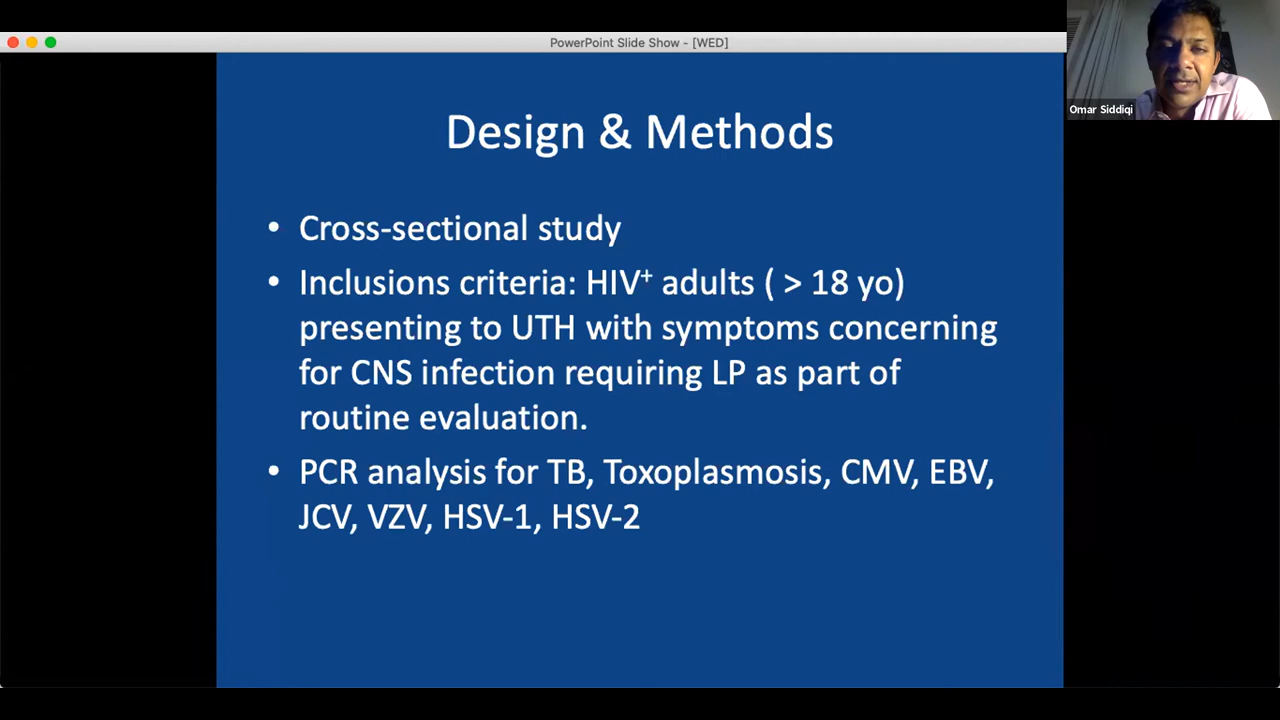 PowerPoint Slide Show - [WED]
Omar Siddiqi
Design & Methods
• Cross-sectional study
• Inclusions criteria: HIV⁺ adults ( > 18 yo)
presenting to UTH with symptoms concerning
for CNS infection requiring LP as part of
routine evaluation.
• PCR analysis for TB, Toxoplasmosis, CMV, EBV,
JCV, VZV, HSV-1, HSV-2